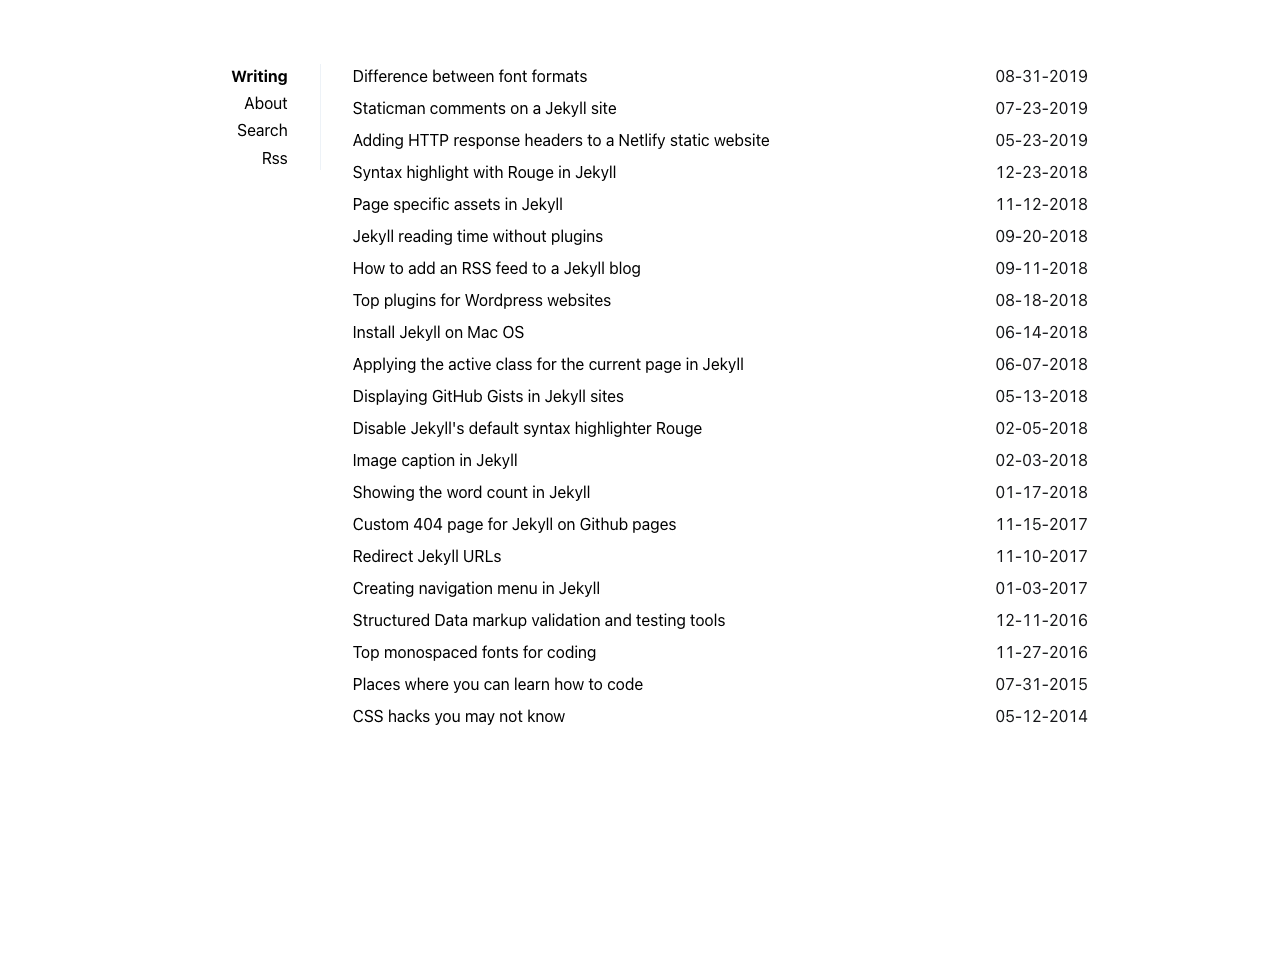 Writing
About
Search
Rss
Difference between font formats 08-31-2019
Staticman comments on a Jekyll site 07-23-2019
Adding HTTP response headers to a Netlify static website 05-23-2019
Syntax highlight with Rouge in Jekyll 12-23-2018
Page specific assets in Jekyll 11-12-2018
Jekyll reading time without plugins 09-20-2018
How to add an RSS feed to a Jekyll blog 09-11-2018
Top plugins for Wordpress websites 08-18-2018
Install Jekyll on Mac OS 06-14-2018
Applying the active class for the current page in Jekyll 06-07-2018
Displaying GitHub Gists in Jekyll sites 05-13-2018
Disable Jekyll's default syntax highlighter Rouge 02-05-2018
Image caption in Jekyll 02-03-2018
Showing the word count in Jekyll 01-17-2018
Custom 404 page for Jekyll on Github pages 11-15-2017
Redirect Jekyll URLs 11-10-2017
Creating navigation menu in Jekyll 01-03-2017
Structured Data markup validation and testing tools 12-11-2016
Top monospaced fonts for coding 11-27-2016
Places where you can learn how to code 07-31-2015
CSS hacks you may not know 05-12-2014